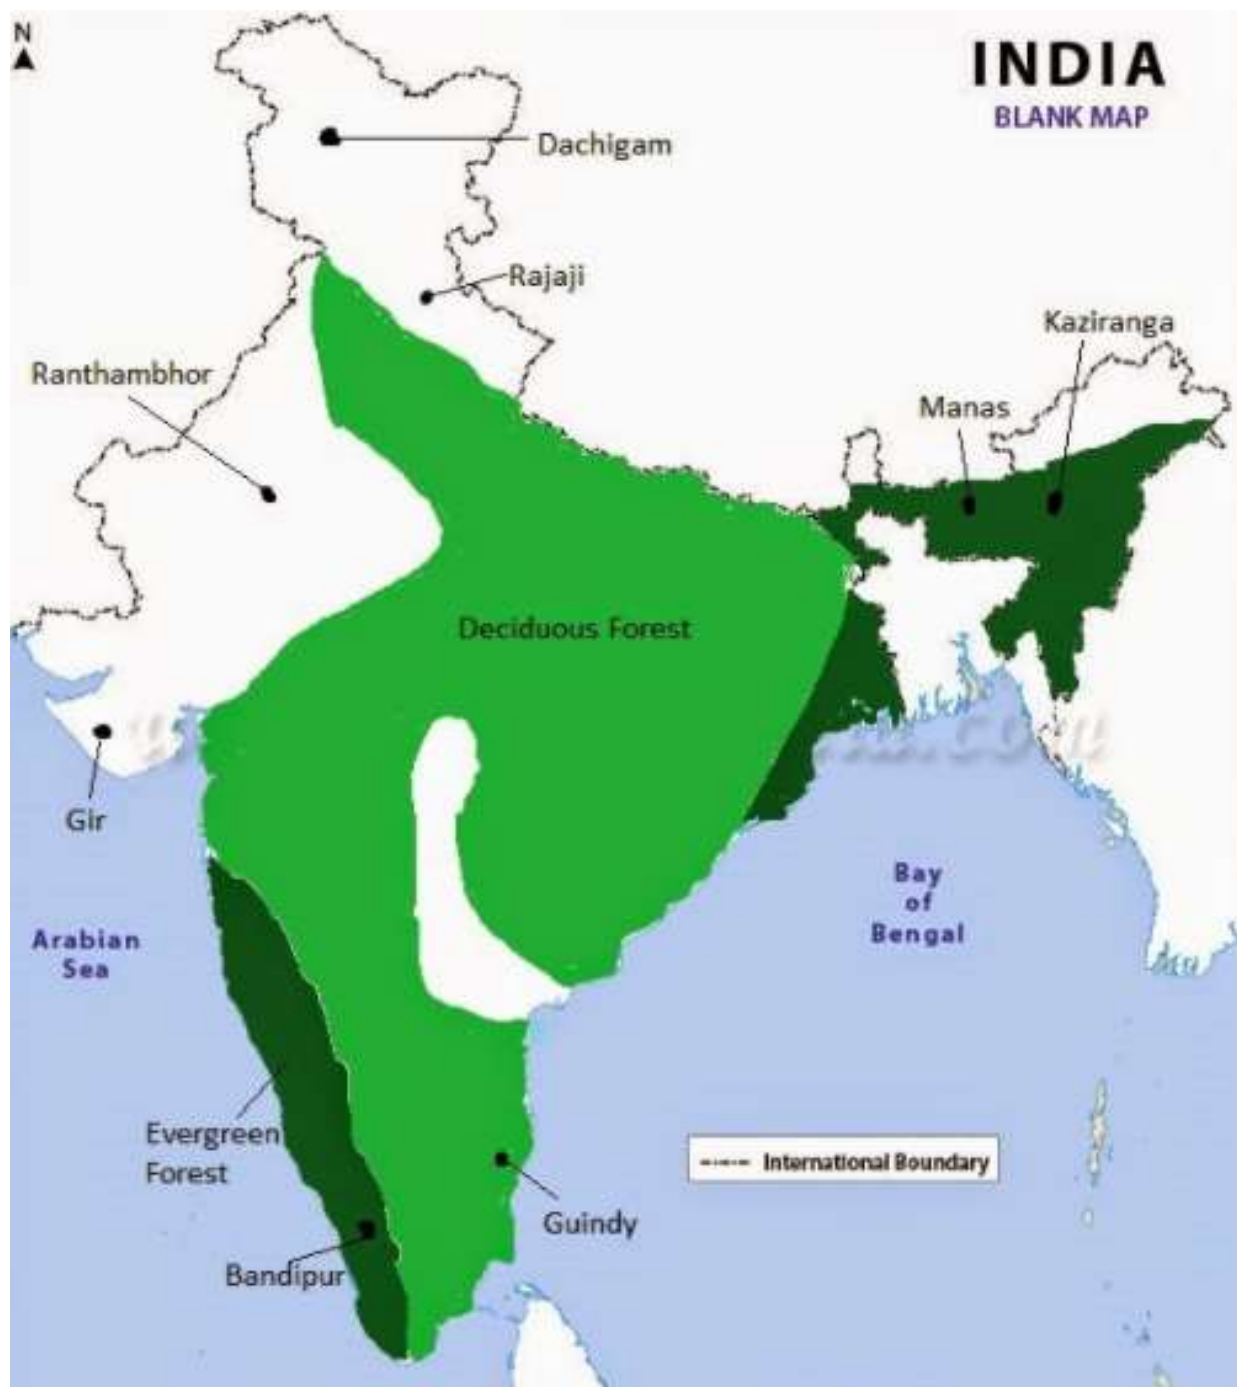 N
INDIA
BLANK MAP
Dachigam
Rajaji
Kaziranga
Ranthambhor
Manas
Deciduous Forest
Gir
Bay
of
Bengal
Arabian
Sea
Evergreen
Forest
International Boundary
Guindy
Bandipur